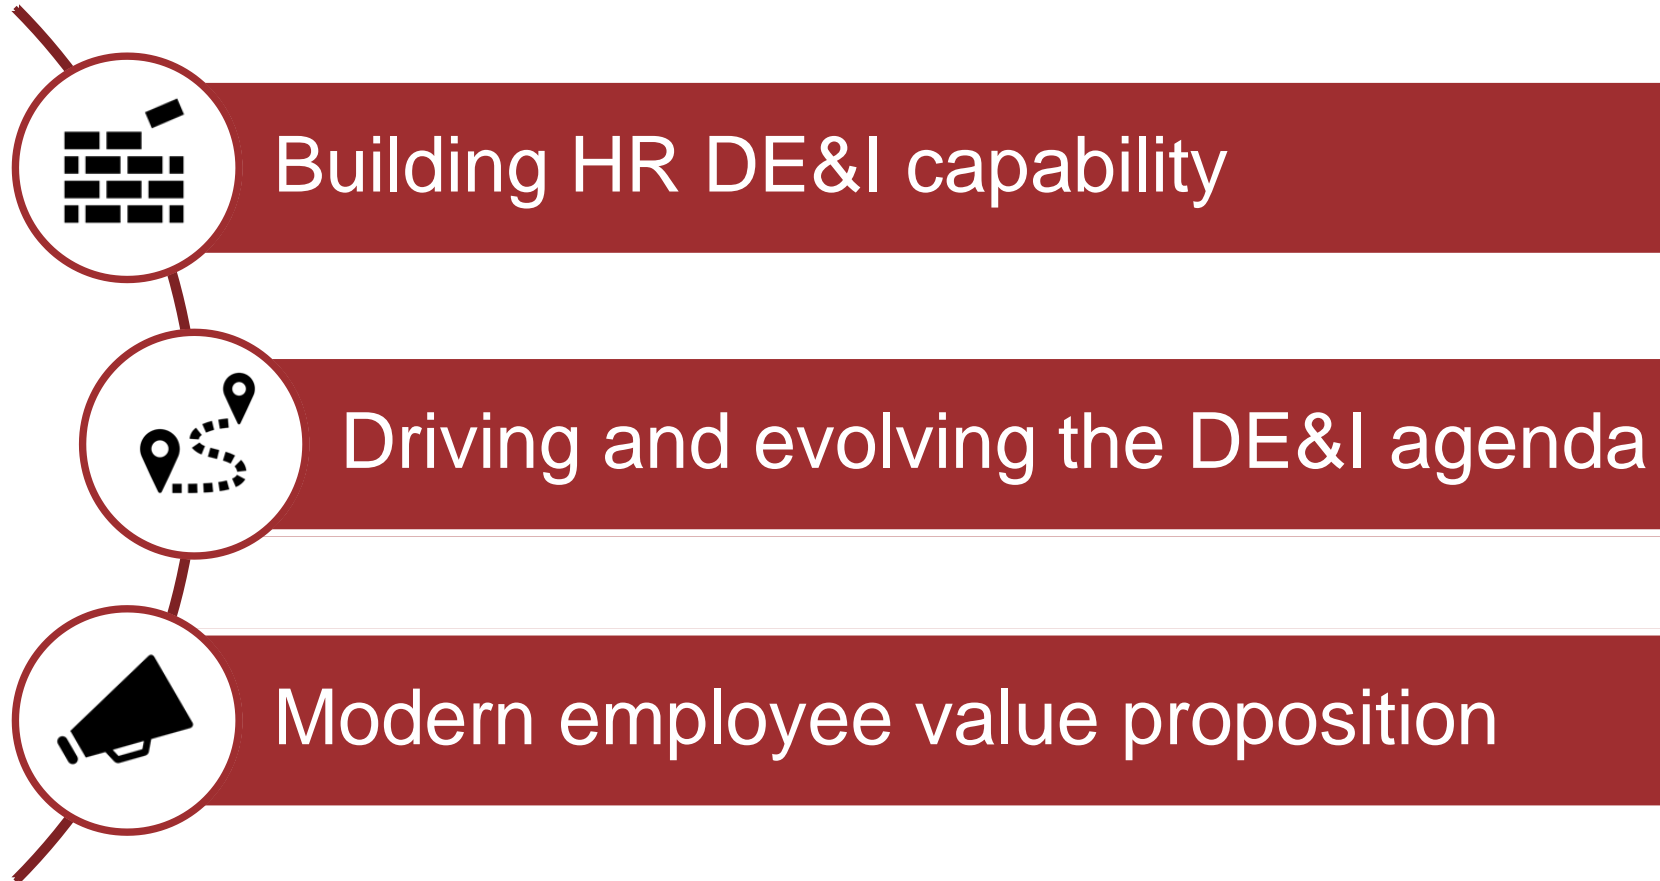 Building HR DE&I capability
Driving and evolving the DE&I agenda
Modern employee value proposition